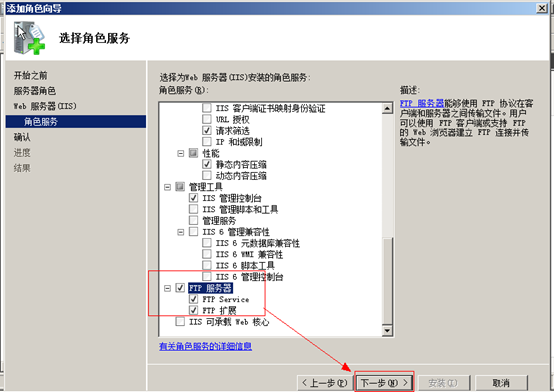 添加角色向导
选择角色服务
开始之前
服务器角色
Web 服务器(IIS)
角色服务
确认
进度
结果
选择为Web 服务器(IIS)安装的角色服务:
角色服务(R):
IIS 客户端证书映射身份验证
URL 授权
请求筛选
IP 和域限制
性能
静态内容压缩
动态内容压缩
管理工具
IIS 管理控制台
IIS 管理脚本和工具
管理服务
IIS 6 管理兼容性
IIS 6 元数据库兼容性
IIS 6 WMI 兼容性
IIS 6 脚本工具
IIS 6 管理控制台
FTP 服务器
FTP Service
FTP 扩展
IIS 可承载 Web 核心
有关角色服务的详细信息
描述:
FTP 服务器能够使用 FTP 协议在客
户端和服务器之间传输文件。用户
可以使用 FTP 客户端或支持 FTP
的 Web 浏览器建立 FTP 连接并传
输文件。
< 上一步(P)
下一步(N) >
安装(I)
取消